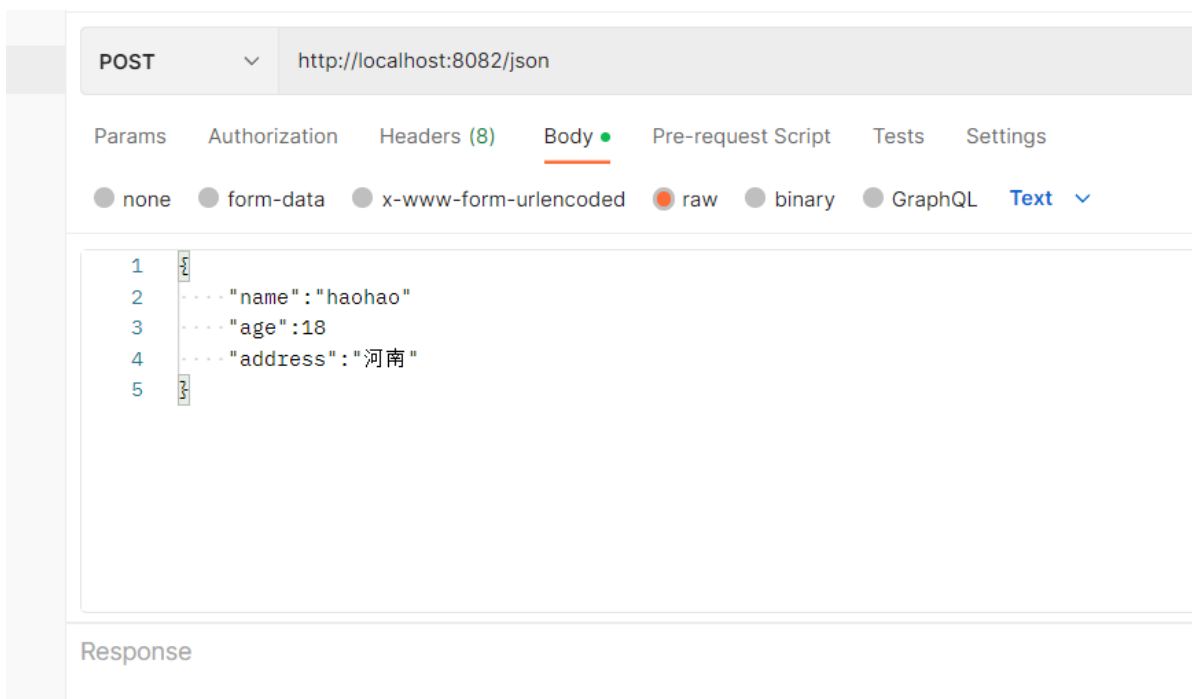 POST http://localhost:8082/json
Params Authorization Headers (8) Body Pre-request Script Tests Settings
none form-data x-www-form-urlencoded raw binary GraphQL Text
1 {
2 ····"name":"haohao"
3 ····"age":18
4 ····"address":"河南"
5 }
Response